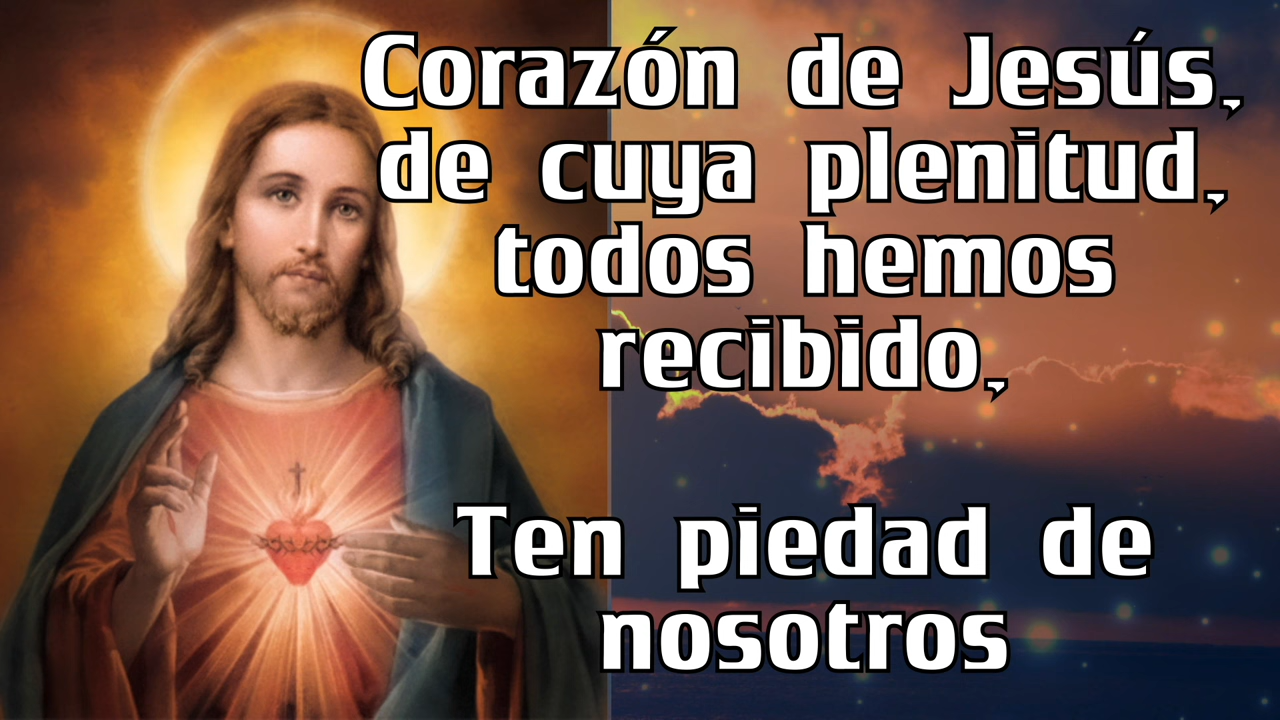 Corazón de Jesús,
de cuya plenitud,
todos hemos
recibido,
Ten piedad de
nosotros